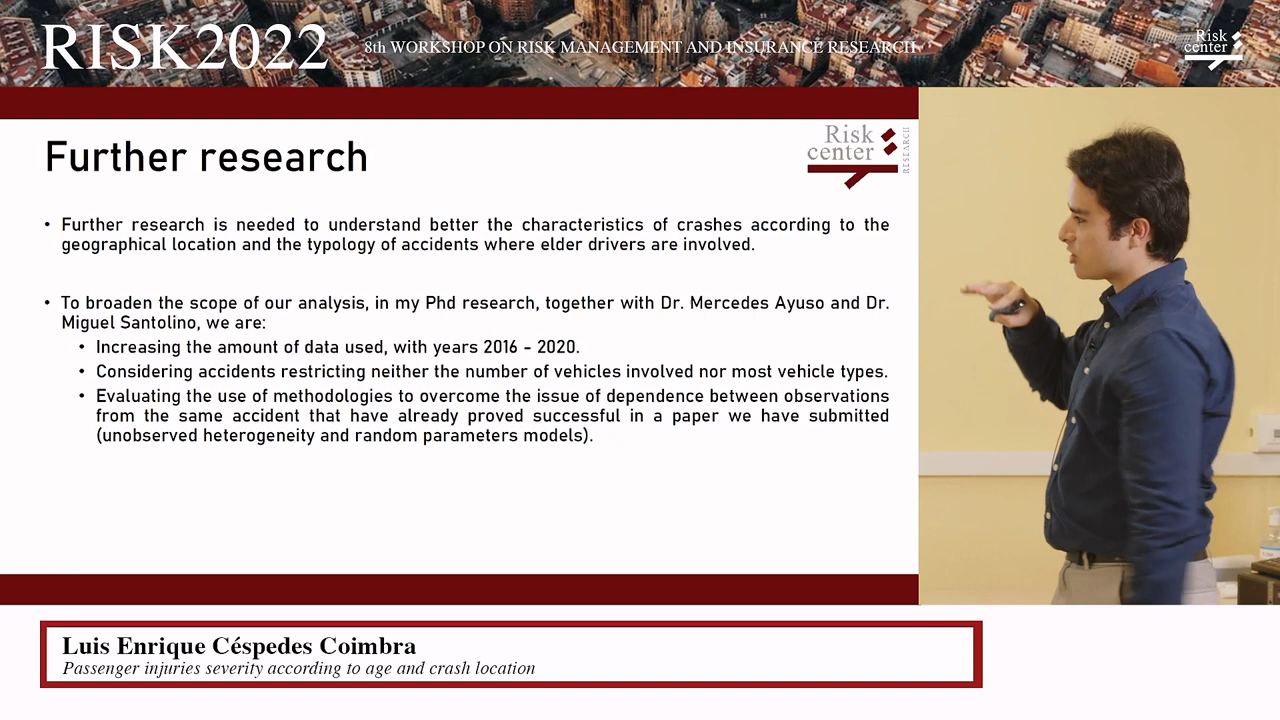 RISK2022
8th WORKSHOP ON RISK MANAGEMENT AND INSURANCE RESEARCH
Risk
center
Further research
Risk
center
RESEARCH
• Further research is needed to understand better the characteristics of crashes according to the
geographical location and the typology of accidents where elder drivers are involved.
• To broaden the scope of our analysis, in my Phd research, together with Dr. Mercedes Ayuso and Dr.
Miguel Santolino, we are:
• Increasing the amount of data used, with years 2016 - 2020.
• Considering accidents restricting neither the number of vehicles involved nor most vehicle types.
• Evaluating the use of methodologies to overcome the issue of dependence between observations
from the same accident that have already proved successful in a paper we have submitted
(unobserved heterogeneity and random parameters models).
Luis Enrique Céspedes Coimbra
Passenger injuries severity according to age and crash location